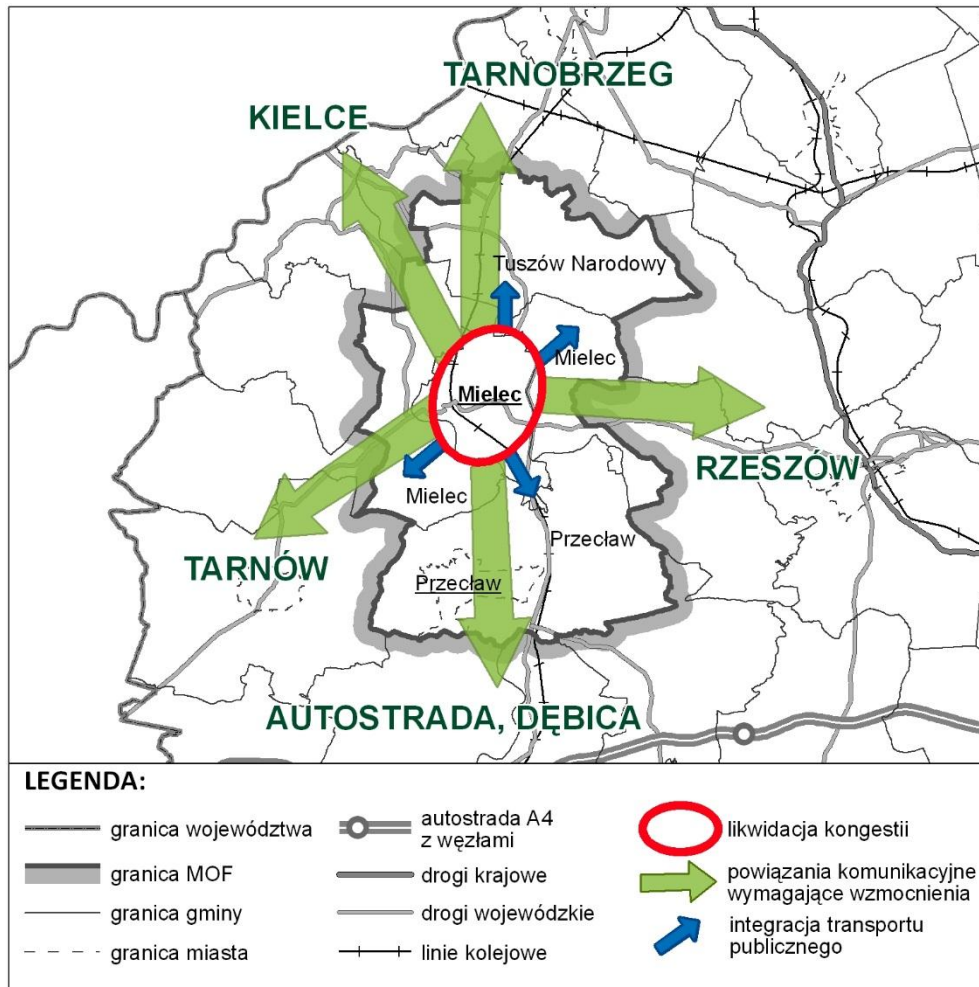 TARNOBRZEG
KIELCE
Tuszów Narodowy
Mielec
Mielec
RZESZÓW
Mielec
Przecław
TARNÓW
Przecław
AUTOSTRADA, DĘBICA
LEGENDA:
granica województwa
granica MOF
granica gminy
granica miasta
autostrada A4
z węzłami
drogi krajowe
drogi wojewódzkie
linie kolejowe
likwidacja kongestii
powiązania komunikacyjne
wymagające wzmocnienia
integracja transportu
publicznego